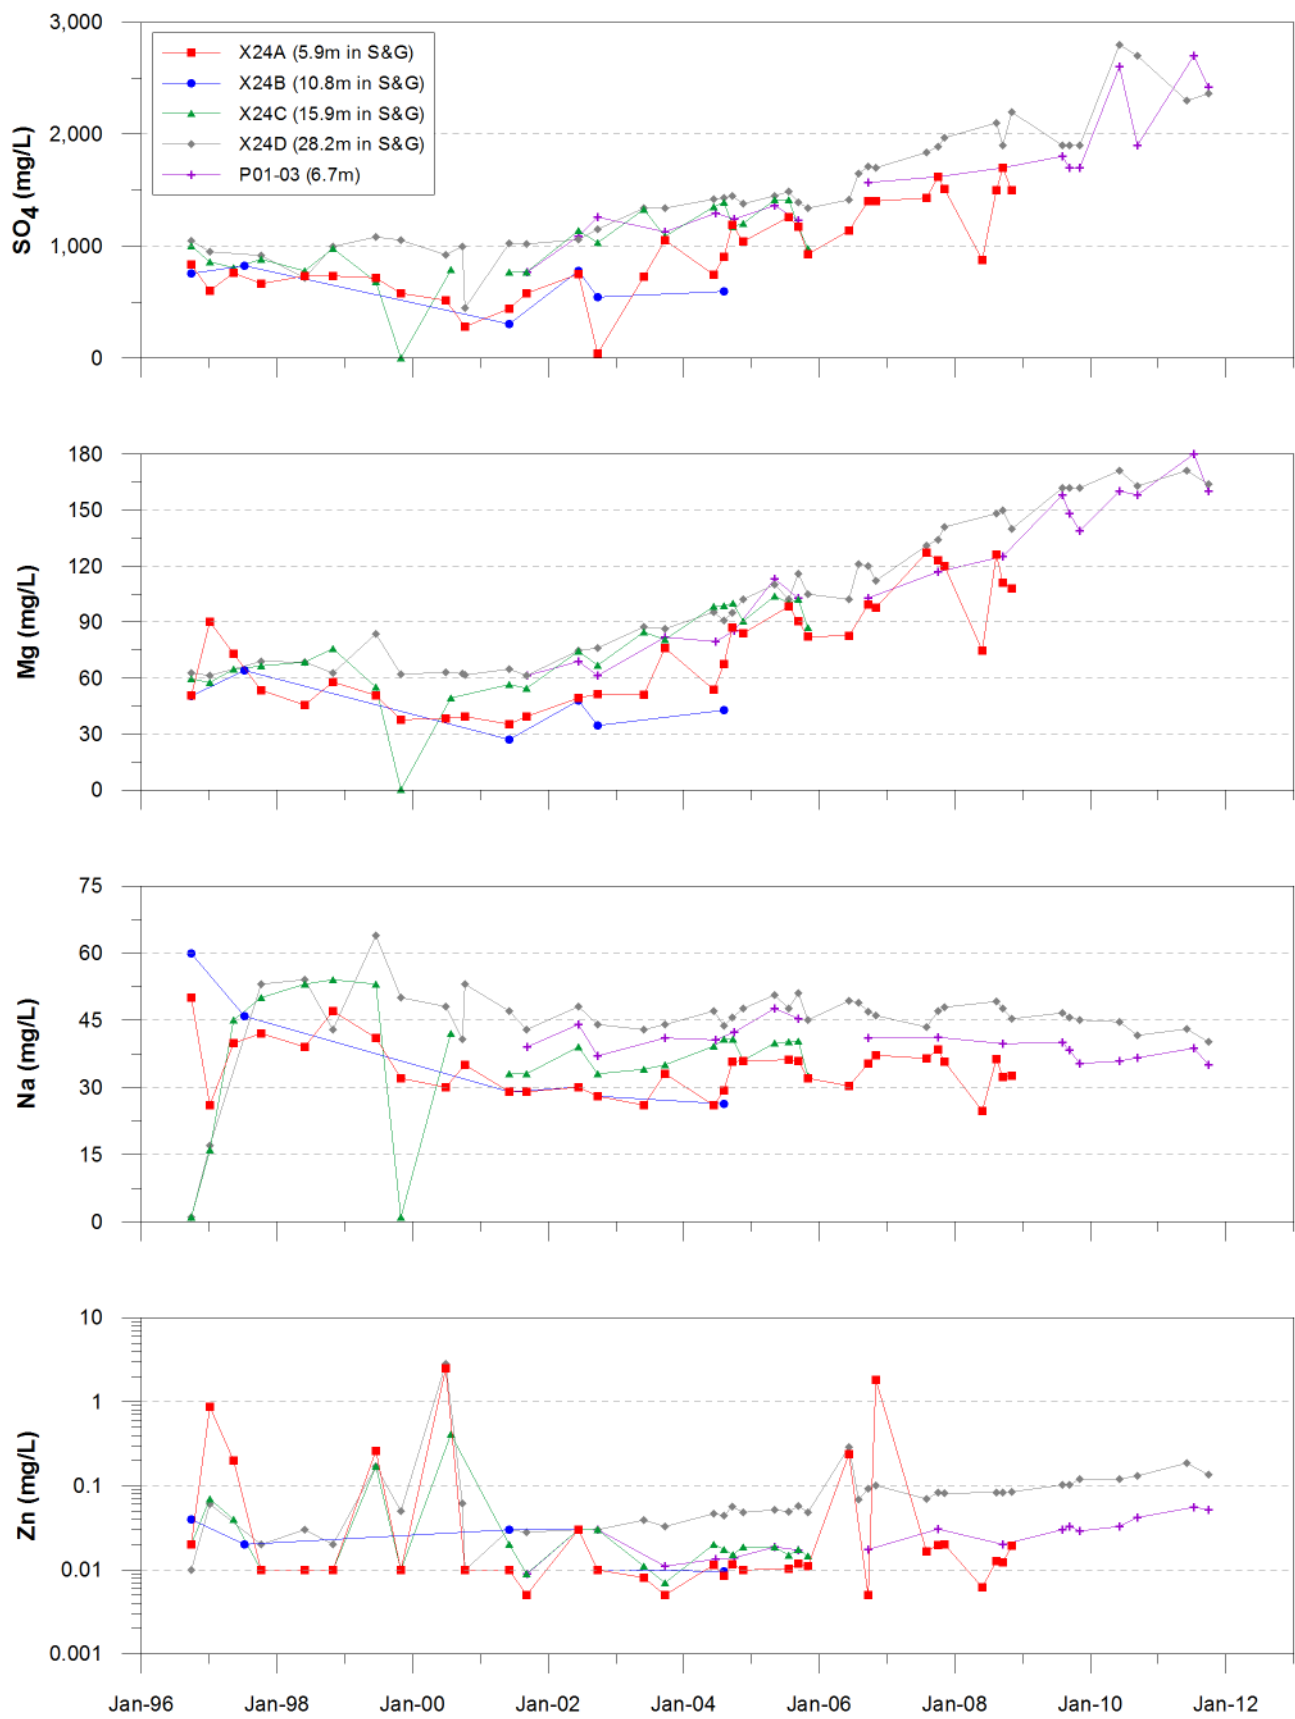 3,000
X24A (5.9m in S&G)
X24B (10.8m in S&G)
X24C (15.9m in S&G)
X24D (28.2m in S&G)
P01-03 (6.7m)
2,000
1,000
0
SO4 (mg/L)
180
150
120
90
60
30
0
Mg (mg/L)
75
60
45
30
15
0
Na (mg/L)
10
1
0.1
0.01
0.001
Zn (mg/L)
Jan-96 Jan-98 Jan-00 Jan-02 Jan-04 Jan-06 Jan-08 Jan-10 Jan-12